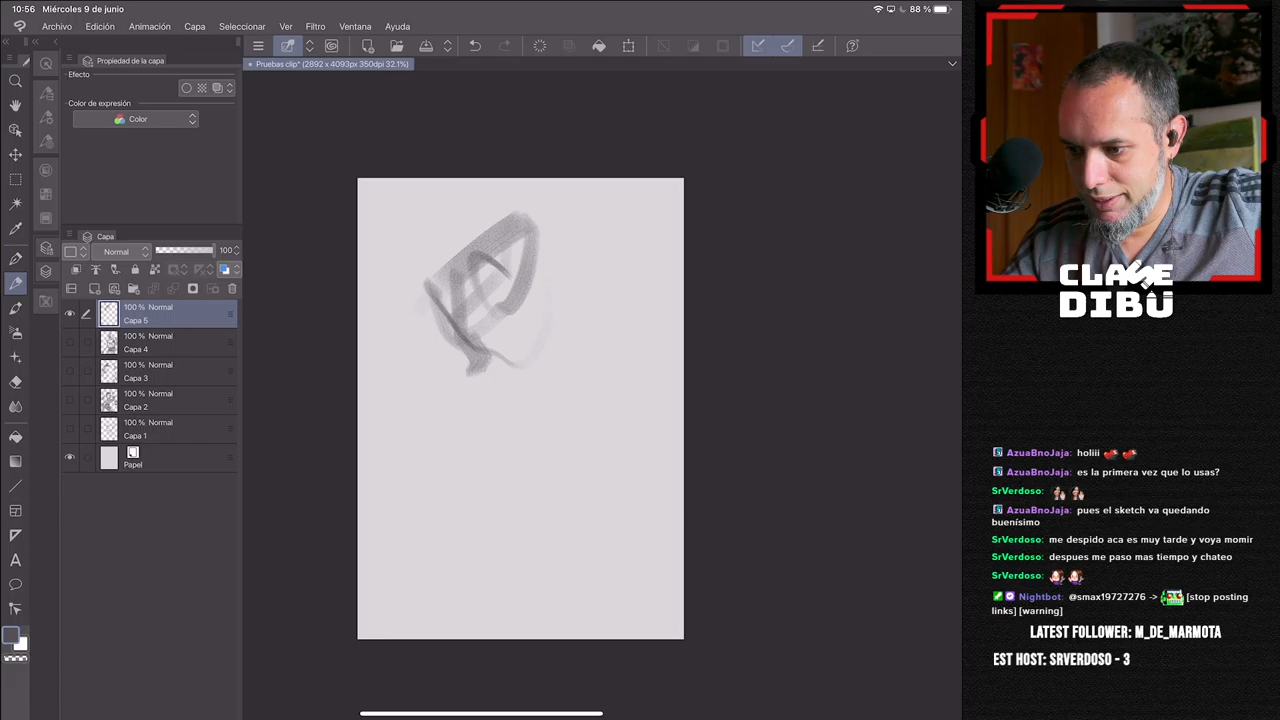 10:56 Miércoles 9 de junio
88 %
Archivo Edición Animación Capa Seleccionar Ver Filtro Ventana Ayuda
Pruebas clip* (2892 x 4093px 350dpi 32.1%)
Propiedad de la capa
Efecto
Color de expresión
Color
Capa
Normal 100
100 % Normal
Capa 5
100 % Normal
Capa 4
100 % Normal
Capa 3
100 % Normal
Capa 2
100 % Normal
Capa 1
Papel
CLASE
DIBU
AzuaBnoJaja: holiii
AzuaBnoJaja: es la primera vez que lo usas?
SrVerdoso:
AzuaBnoJaja: pues el sketch va quedando
buenísimo
SrVerdoso: me despido aca es muy tarde y voya momir
SrVerdoso: despues me paso mas tiempo y chateo
SrVerdoso:
Nightbot: @smax19727276 -> [stop posting
links] [warning]
LATEST FOLLOWER: M_DE_MARMOTA
EST HOST: SRVERDOSO - 3